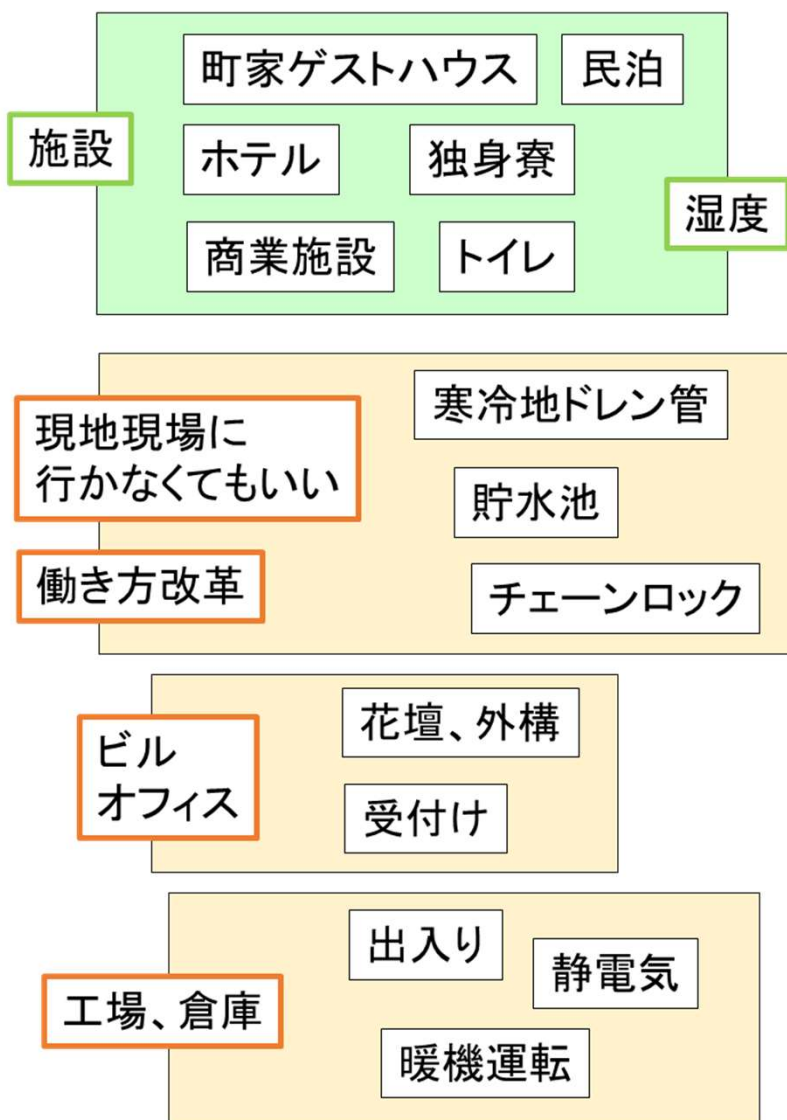 町家ゲストハウス
民泊
施設
ホテル
独身寮
湿度
商業施設
トイレ
寒冷地ドレン管
現地現場に
行かなくてもいい
貯水池
働き方改革
チェーンロック
花壇、外構
ビル
オフィス
受付け
出入り
静電気
工場、倉庫
暖機運転